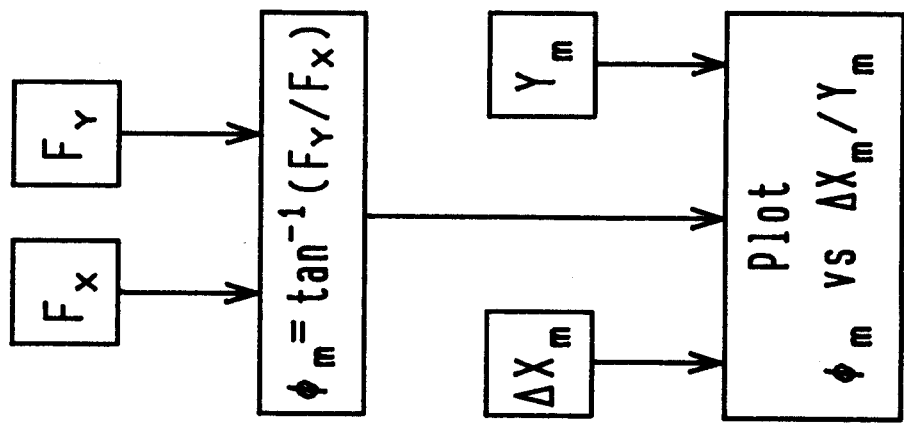 F_X
F_Y
ϕ_m = tan⁻¹(F_Y/F_X)
ΔX_m
Y_m
Plot
ϕ_m vs ΔX_m/Y_m